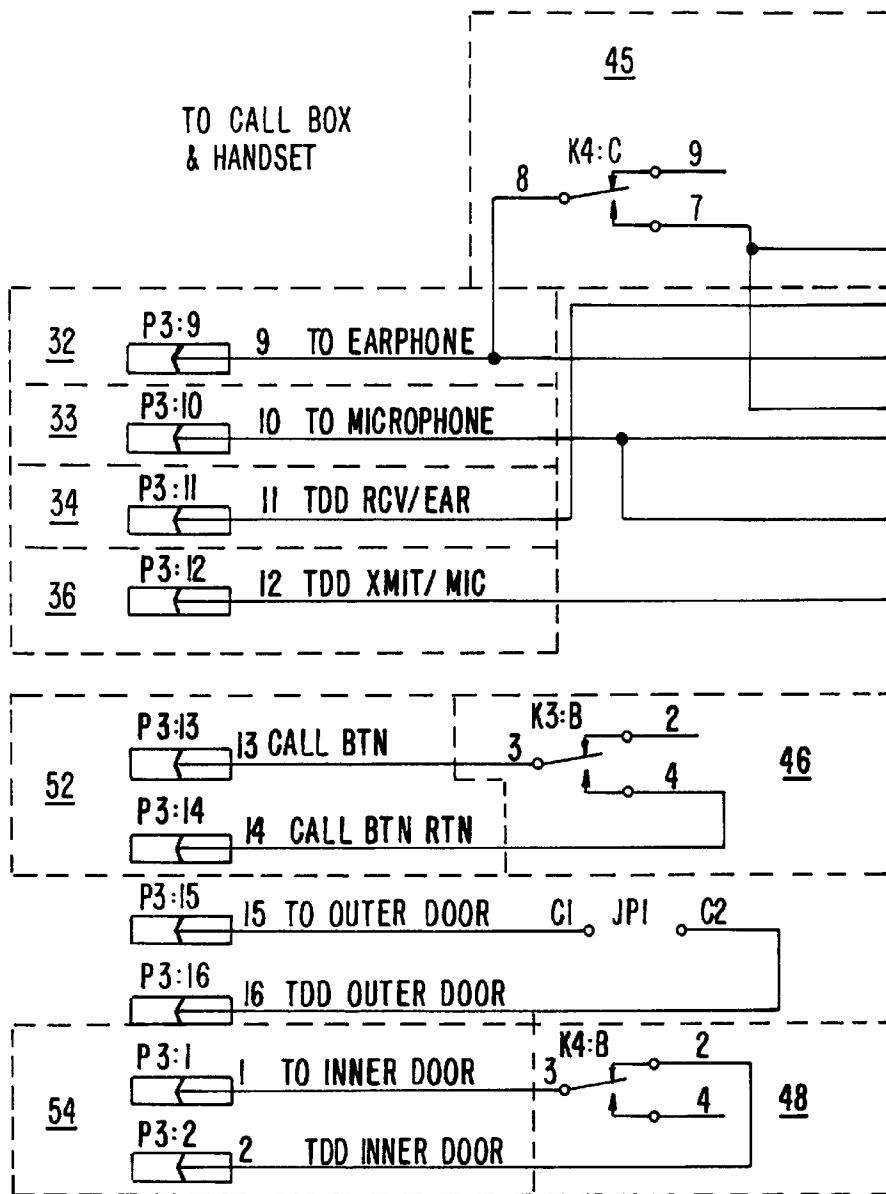 45
TO CALL BOX
& HANDSET
K4:C
9
8
7
P3:9
32
9 TO EARPHONE
P3:10
33
10 TO MICROPHONE
P3:11
34
11 TDD RCV/EAR
P3:12
36
12 TDD XMIT/MIC
K3:B
2
P3:13
13 CALL BTN
3
46
4
52
P3:14
14 CALL BTN RTN
P3:15
15 TO OUTER DOOR
C1 JP1 C2
P3:16
16 TDD OUTER DOOR
K4:B
2
P3:1
1 TO INNER DOOR
3
4
48
54
P3:2
2 TDD INNER DOOR